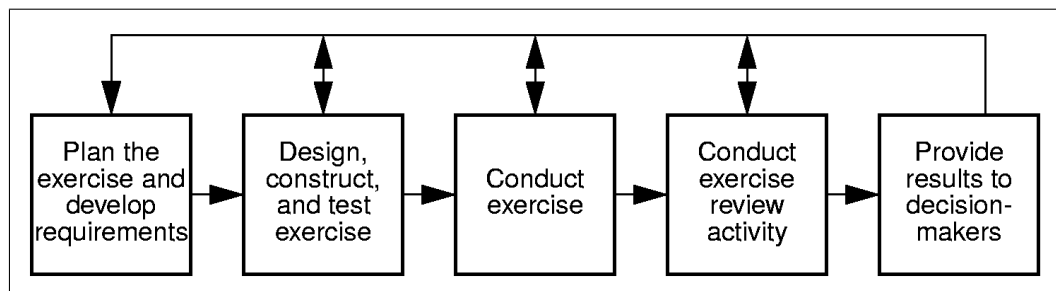 Plan the
exercise and
develop
requirements
Design,
construct,
and test
exercise
Conduct
exercise
Conduct
exercise
review
activity
Provide
results to
decision-
makers